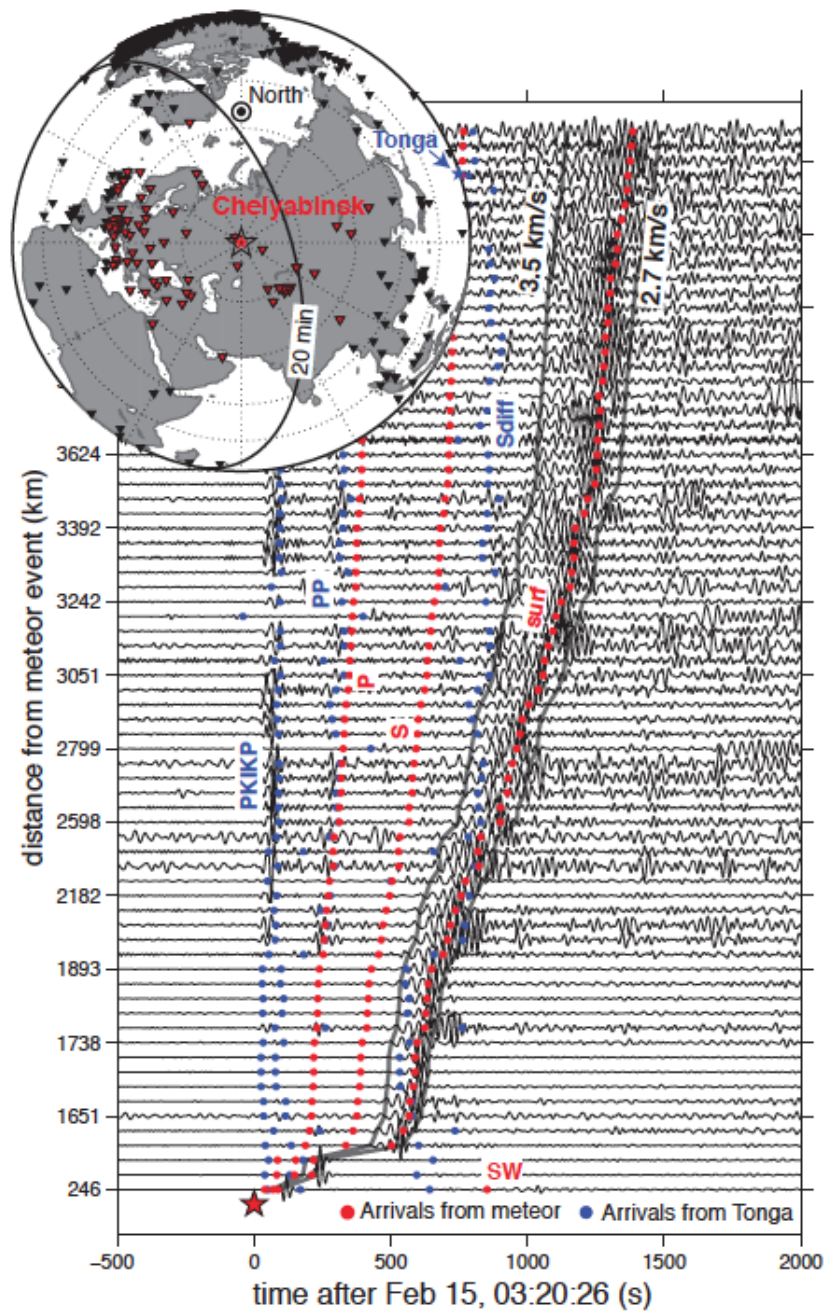 North
Tonga
Chelyabinsk
20 min
3.5 km/s
2.7 km/s
Sdiff
surf
PP
P
S
PKIKP
SW
distance from meteor event (km)
3624
3392
3242
3051
2799
2598
2182
1893
1738
1651
246
Arrivals from meteor
Arrivals from Tonga
−500
0
500
1000
1500
2000
time after Feb 15, 03:20:26 (s)